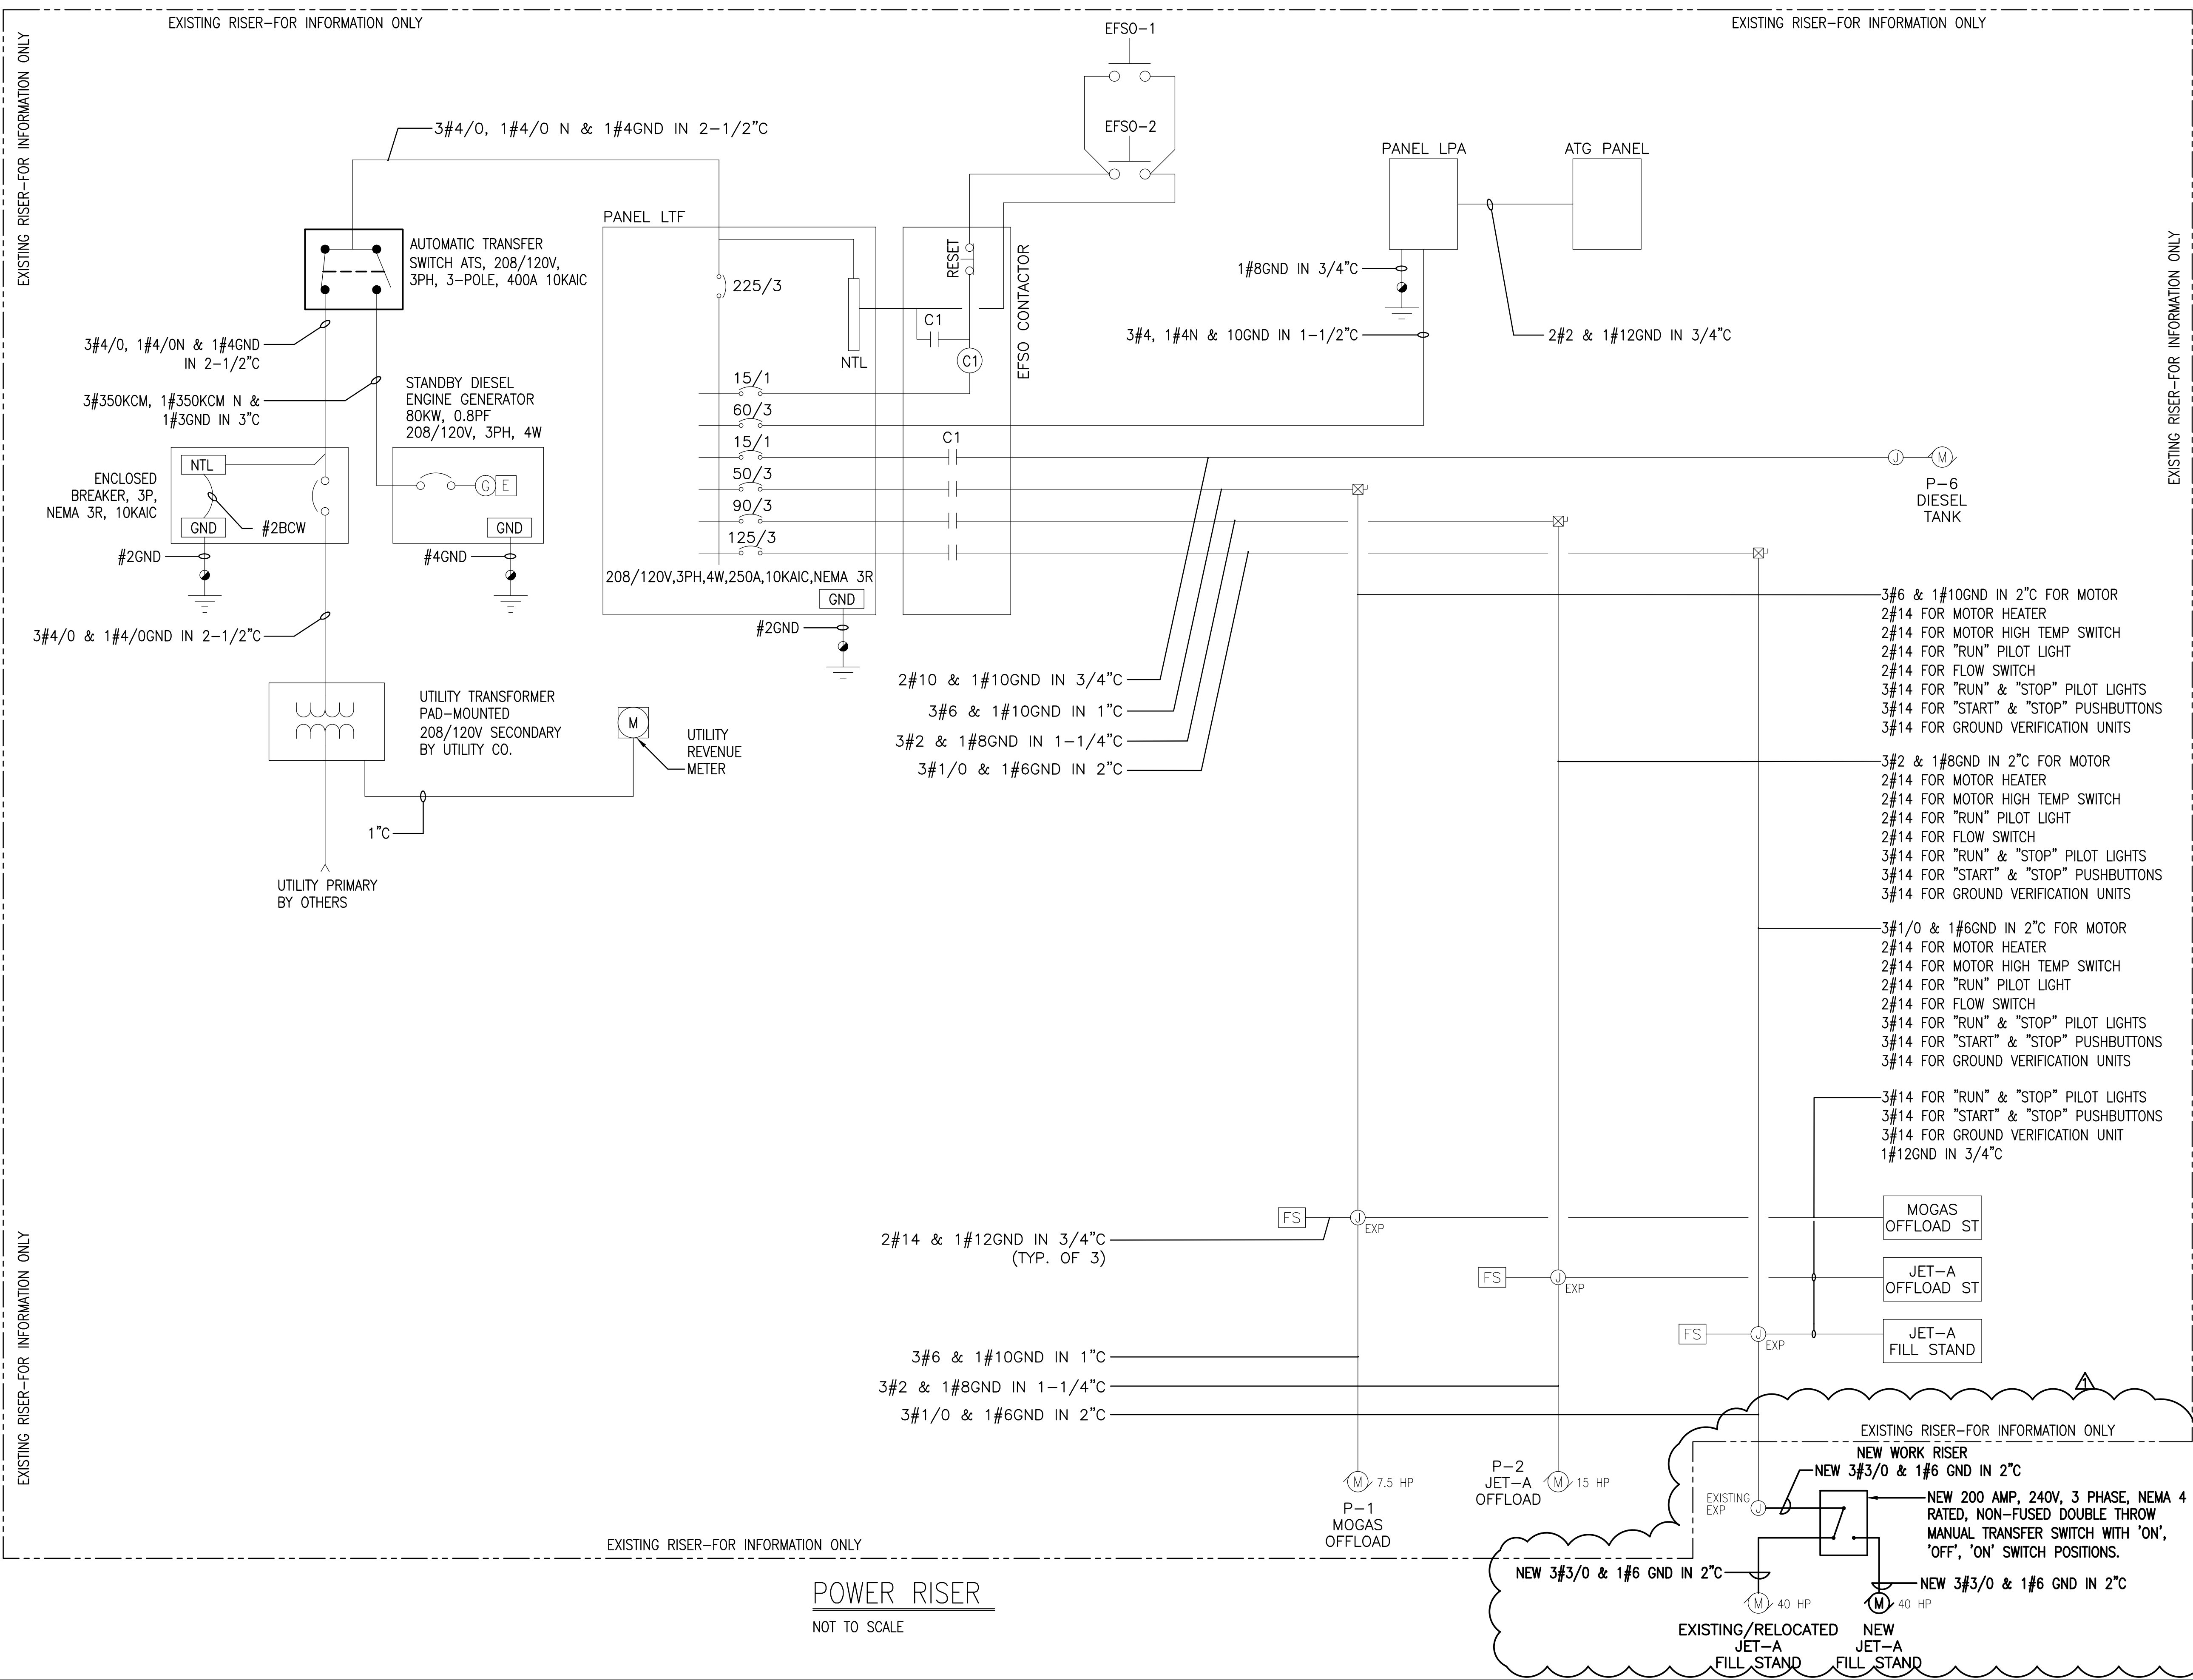 EXISTING RISER-FOR INFORMATION ONLY
EXISTING RISER-FOR INFORMATION ONLY
EXISTING RISER-FOR INFORMATION ONLY
EXISTING RISER-FOR INFORMATION ONLY
EFSO-1
EFSO-2
3#4/0, 1#4/0 N & 1#4GND IN 2-1/2"C
AUTOMATIC TRANSFER
SWITCH ATS, 208/120V,
3PH, 3-POLE, 400A 10KAIC
3#4/0, 1#4/0N & 1#4GND
IN 2-1/2"C
3#350KCM, 1#350KCM N &
1#3GND IN 3"C
STANDBY DIESEL
ENGINE GENERATOR
80KW, 0.8PF
208/120V, 3PH, 4W
ENCLOSED
BREAKER, 3P,
NEMA 3R, 10KAIC
NTL
GND
#2BCW
#2GND
G
E
GND
#4GND
3#4/0 & 1#4/0GND IN 2-1/2"C
UTILITY TRANSFORMER
PAD-MOUNTED
208/120V SECONDARY
BY UTILITY CO.
M
UTILITY
REVENUE
METER
1"C
UTILITY PRIMARY
BY OTHERS
PANEL LTF
225/3
NTL
15/1
60/3
15/1
50/3
90/3
125/3
208/120V,3PH,4W,250A,10KAIC,NEMA 3R
GND
#2GND
RESET
EFSO CONTACTOR
C1
C1
C1
PANEL LPA
ATG PANEL
1#8GND IN 3/4"C
3#4, 1#4N & 10GND IN 1-1/2"C
2#2 & 1#12GND IN 3/4"C
J
M
P-6
DIESEL
TANK
J
J
J
2#10 & 1#10GND IN 3/4"C
3#6 & 1#10GND IN 1"C
3#2 & 1#8GND IN 1-1/4"C
3#1/0 & 1#6GND IN 2"C
3#6 & 1#10GND IN 2"C FOR MOTOR
2#14 FOR MOTOR HEATER
2#14 FOR MOTOR HIGH TEMP SWITCH
2#14 FOR "RUN" PILOT LIGHT
2#14 FOR FLOW SWITCH
3#14 FOR "RUN" & "STOP" PILOT LIGHTS
3#14 FOR "START" & "STOP" PUSHBUTTONS
3#14 FOR GROUND VERIFICATION UNITS
3#2 & 1#8GND IN 2"C FOR MOTOR
2#14 FOR MOTOR HEATER
2#14 FOR MOTOR HIGH TEMP SWITCH
2#14 FOR "RUN" PILOT LIGHT
2#14 FOR FLOW SWITCH
3#14 FOR "RUN" & "STOP" PILOT LIGHTS
3#14 FOR "START" & "STOP" PUSHBUTTONS
3#14 FOR GROUND VERIFICATION UNITS
3#1/0 & 1#6GND IN 2"C FOR MOTOR
2#14 FOR MOTOR HEATER
2#14 FOR MOTOR HIGH TEMP SWITCH
2#14 FOR "RUN" PILOT LIGHT
2#14 FOR FLOW SWITCH
3#14 FOR "RUN" & "STOP" PILOT LIGHTS
3#14 FOR "START" & "STOP" PUSHBUTTONS
3#14 FOR GROUND VERIFICATION UNITS
3#14 FOR "RUN" & "STOP" PILOT LIGHTS
3#14 FOR "START" & "STOP" PUSHBUTTONS
3#14 FOR GROUND VERIFICATION UNIT
1#12GND IN 3/4"C
FS
J
EXP
MOGAS
OFFLOAD ST
2#14 & 1#12GND IN 3/4"C
(TYP. OF 3)
FS
J
EXP
JET-A
OFFLOAD ST
FS
J
EXP
JET-A
FILL STAND
3#6 & 1#10GND IN 1"C
3#2 & 1#8GND IN 1-1/4"C
3#1/0 & 1#6GND IN 2"C
M
7.5 HP
P-1
MOGAS
OFFLOAD
P-2
JET-A
OFFLOAD
M
15 HP
1
EXISTING RISER-FOR INFORMATION ONLY
NEW WORK RISER
NEW 3#3/0 & 1#6 GND IN 2"C
EXISTING
EXP
J
NEW 200 AMP, 240V, 3 PHASE, NEMA 4
RATED, NON-FUSED DOUBLE THROW
MANUAL TRANSFER SWITCH WITH 'ON',
'OFF', 'ON' SWITCH POSITIONS.
NEW 3#3/0 & 1#6 GND IN 2"C
NEW 3#3/0 & 1#6 GND IN 2"C
M
40 HP
M
40 HP
EXISTING/RELOCATED
JET-A
FILL STAND
NEW
JET-A
FILL STAND
EXISTING RISER-FOR INFORMATION ONLY
EXISTING RISER-FOR INFORMATION ONLY
POWER RISER
NOT TO SCALE